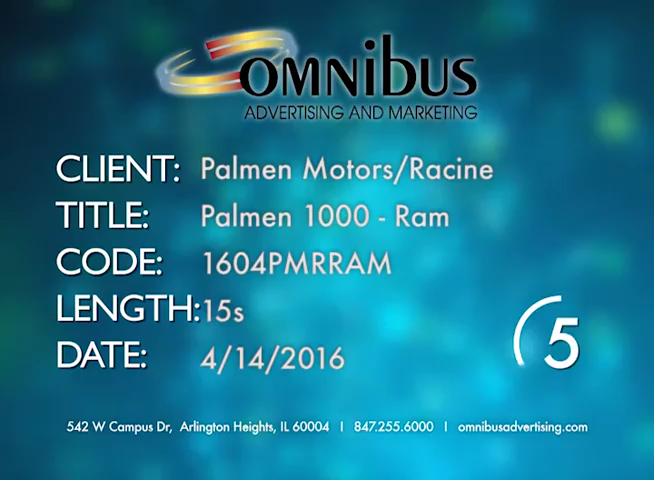 OMNIBUS
ADVERTISING AND MARKETING
CLIENT: Palmen Motors/Racine
TITLE: Palmen 1000 - Ram
CODE: 1604PMRRAM
LENGTH: 15s
DATE: 4/14/2016
5
542 W Campus Dr, Arlington Heights, IL 60004 | 847.255.6000 | omnibusadvertising.com